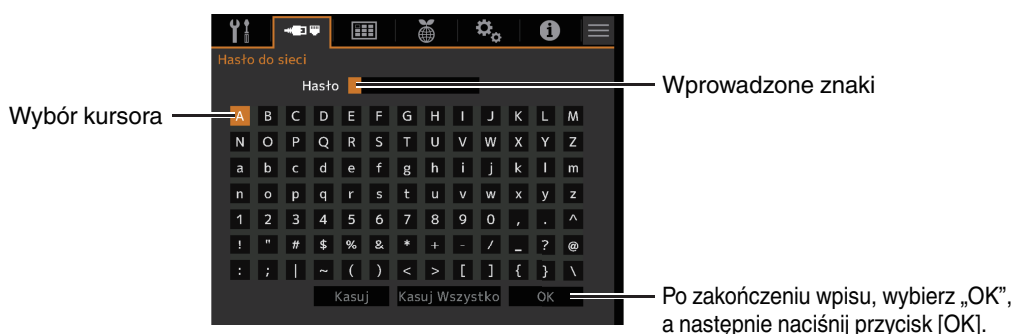 Hasło do sieci
Hasło
Wprowadzone znaki
Wybór kursora
A B C D E F G H I J K L M
N O P Q R S T U V W X Y Z
a b c d e f g h i j k l m
n o p q r s t u v w x y z
1 2 3 4 5 6 7 8 9 0 , . ^
! " # $ % & * + - / _ ? @
: ; | ~ ( ) < > [ ] { } \
Kasuj Kasuj Wszystko OK
Po zakończeniu wpisu, wybierz „OK”,
a następnie naciśnij przycisk [OK].